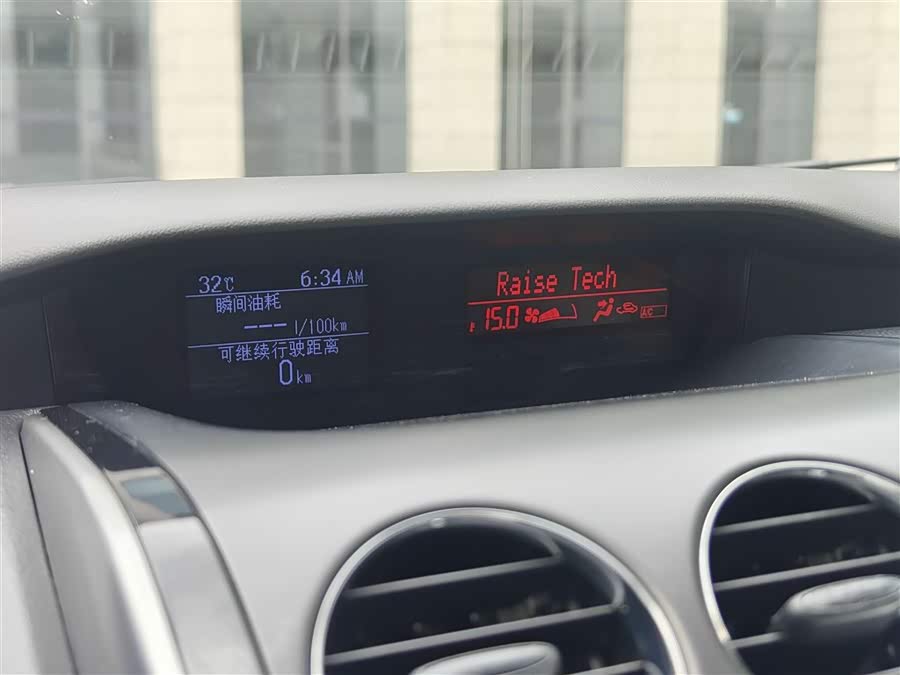 32℃ 6:34 AM
瞬间油耗
--- l/100km
可继续行驶距离
0km
Raise Tech
15.0 A/C